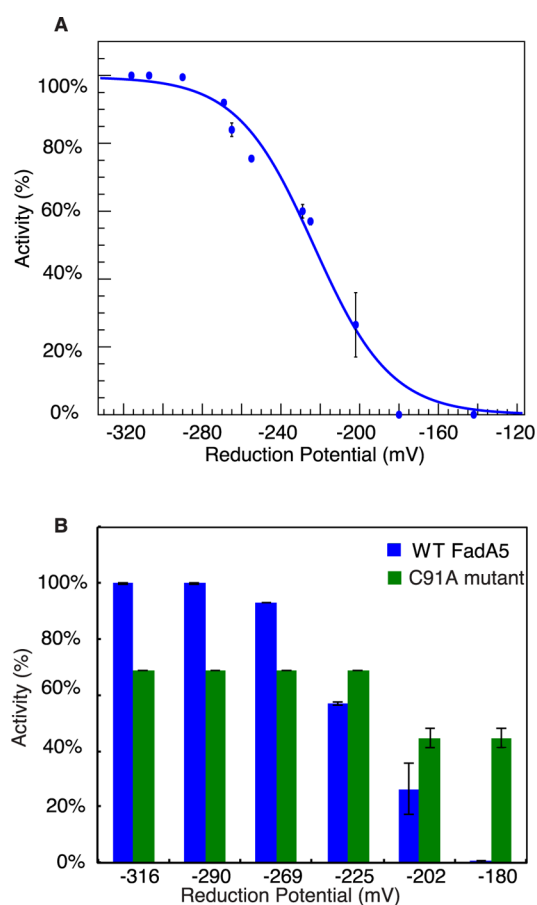 A
100%
80%
60%
40%
20%
0%
Activity (%)
-320 -280 -240 -200 -160 -120
Reduction Potential (mV)
B
WT FadA5
C91A mutant
100%
80%
60%
40%
20%
0%
Activity (%)
-316 -290 -269 -225 -202 -180
Reduction Potential (mV)